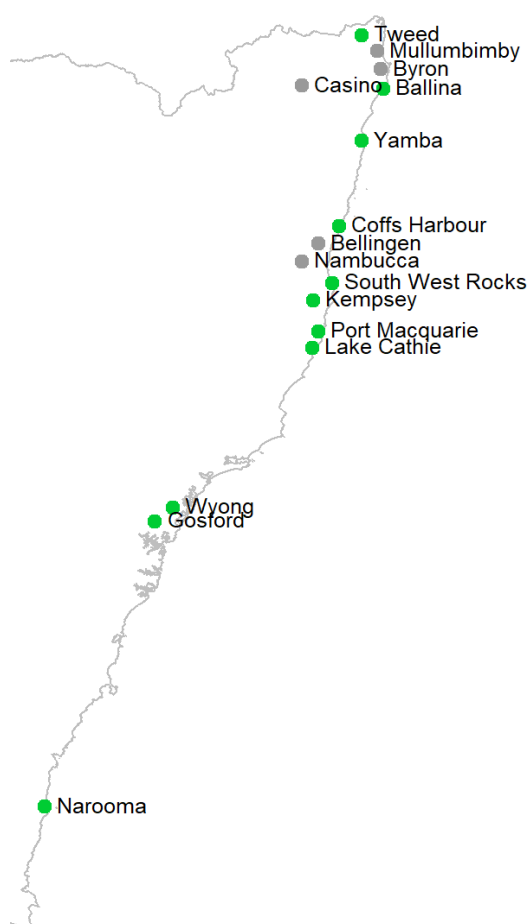 Tweed
Mullumbimby
Byron
Casino
Ballina
Yamba
Coffs Harbour
Bellingen
Nambucca
South West Rocks
Kempsey
Port Macquarie
Lake Cathie
Wyong
Gosford
Narooma